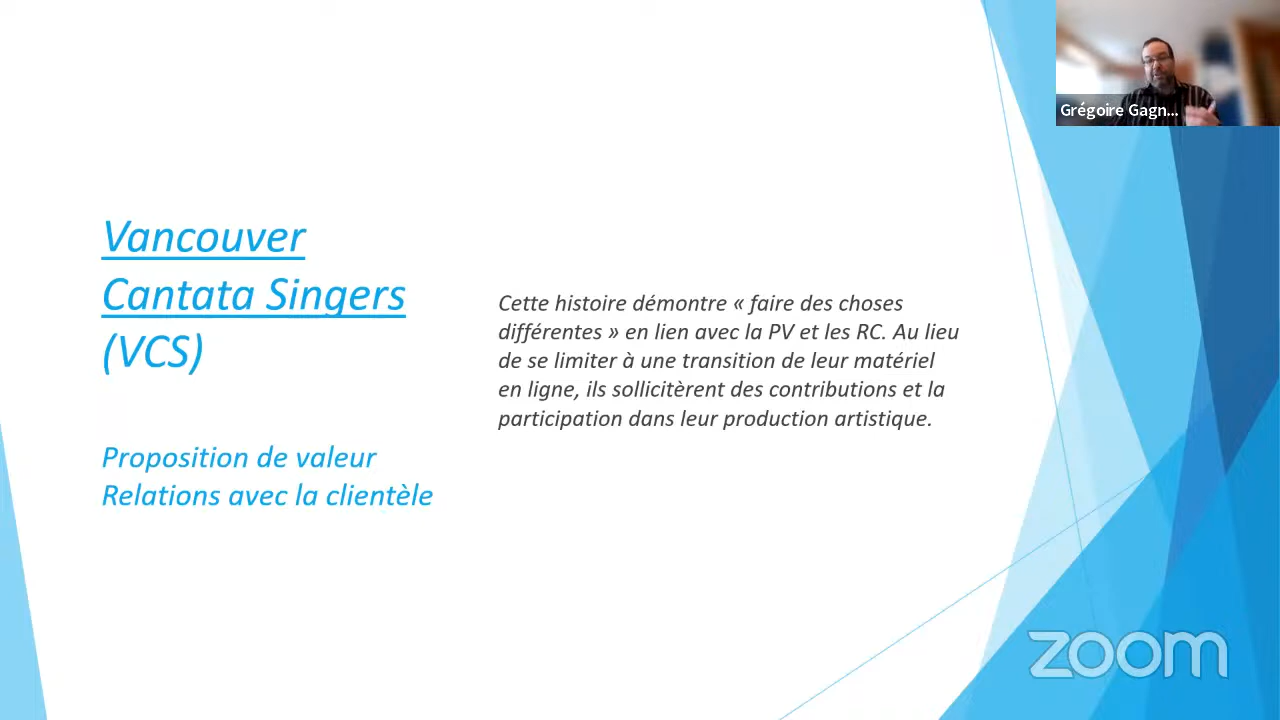 Grégoire Gagn...
Vancouver
Cantata Singers
(VCS)
Proposition de valeur
Relations avec la clientèle
Cette histoire démontre « faire des choses
différentes » en lien avec la PV et les RC. Au lieu
de se limiter à une transition de leur matériel
en ligne, ils sollicitèrent des contributions et la
participation dans leur production artistique.
zoom